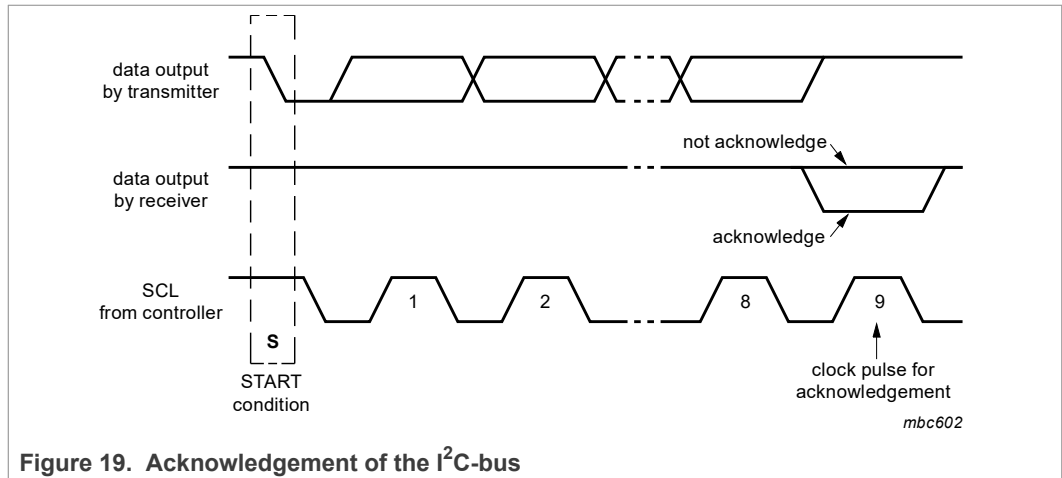 data output
by transmitter
not acknowledge
data output
by receiver
acknowledge
SCL
from controller
1
2
8
9
S
START
condition
clock pulse for
acknowledgement
mbc602
Figure 19. Acknowledgement of the I²C-bus